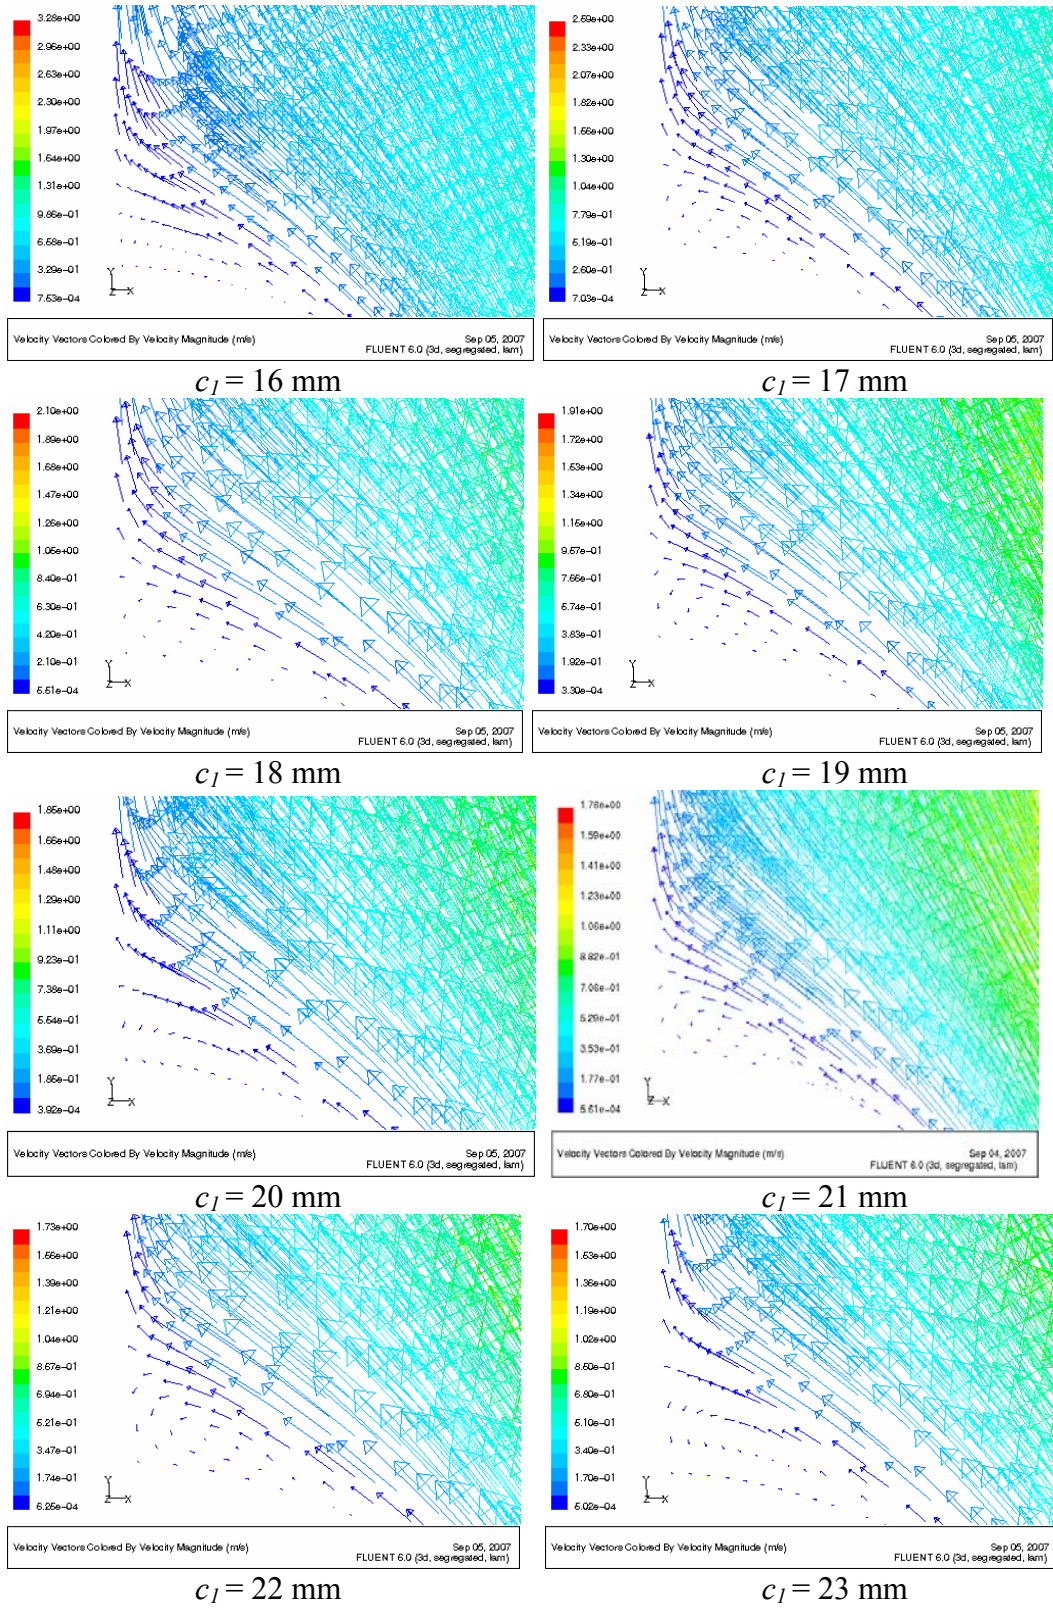 3.28e+00
2.96e+00
2.63e+00
2.30e+00
1.97e+00
1.64e+00
1.31e+00
9.86e-01
6.58e-01
3.29e-01
7.53e-04
Y
Z X
Velocity Vectors Colored By Velocity Magnitude (m/s)
Sep 05, 2007
FLUENT 6.0 (3d, segregated, lam)
c1 = 16 mm
2.59e+00
2.33e+00
2.07e+00
1.82e+00
1.56e+00
1.30e+00
1.04e+00
7.79e-01
5.19e-01
2.60e-01
7.03e-04
Y
Z X
Velocity Vectors Colored By Velocity Magnitude (m/s)
Sep 05, 2007
FLUENT 6.0 (3d, segregated, lam)
c1 = 17 mm
2.10e+00
1.89e+00
1.68e+00
1.47e+00
1.26e+00
1.05e+00
8.40e-01
6.30e-01
4.20e-01
2.10e-01
6.61e-04
Y
Z X
Velocity Vectors Colored By Velocity Magnitude (m/s)
Sep 05, 2007
FLUENT 6.0 (3d, segregated, lam)
c1 = 18 mm
1.91e+00
1.72e+00
1.53e+00
1.34e+00
1.15e+00
9.57e-01
7.66e-01
5.74e-01
3.83e-01
1.92e-01
3.30e-04
Y
Z X
Velocity Vectors Colored By Velocity Magnitude (m/s)
Sep 05, 2007
FLUENT 6.0 (3d, segregated, lam)
c1 = 19 mm
1.85e+00
1.66e+00
1.48e+00
1.29e+00
1.11e+00
9.23e-01
7.38e-01
5.54e-01
3.69e-01
1.85e-01
3.92e-04
Y
Z X
Velocity Vectors Colored By Velocity Magnitude (m/s)
Sep 05, 2007
FLUENT 6.0 (3d, segregated, lam)
c1 = 20 mm
1.76e+00
1.59e+00
1.41e+00
1.23e+00
1.06e+00
8.82e-01
7.06e-01
5.29e-01
3.53e-01
1.77e-01
5.61e-04
Y
Z X
Velocity Vectors Colored By Velocity Magnitude (m/s)
Sep 04, 2007
FLUENT 6.0 (3d, segregated, lam)
c1 = 21 mm
1.73e+00
1.56e+00
1.39e+00
1.21e+00
1.04e+00
8.67e-01
6.94e-01
5.21e-01
3.47e-01
1.74e-01
6.25e-04
Y
Z X
Velocity Vectors Colored By Velocity Magnitude (m/s)
Sep 05, 2007
FLUENT 6.0 (3d, segregated, lam)
c1 = 22 mm
1.70e+00
1.53e+00
1.36e+00
1.19e+00
1.02e+00
8.50e-01
6.80e-01
5.10e-01
3.40e-01
1.70e-01
5.02e-04
Y
Z X
Velocity Vectors Colored By Velocity Magnitude (m/s)
Sep 05, 2007
FLUENT 6.0 (3d, segregated, lam)
c1 = 23 mm